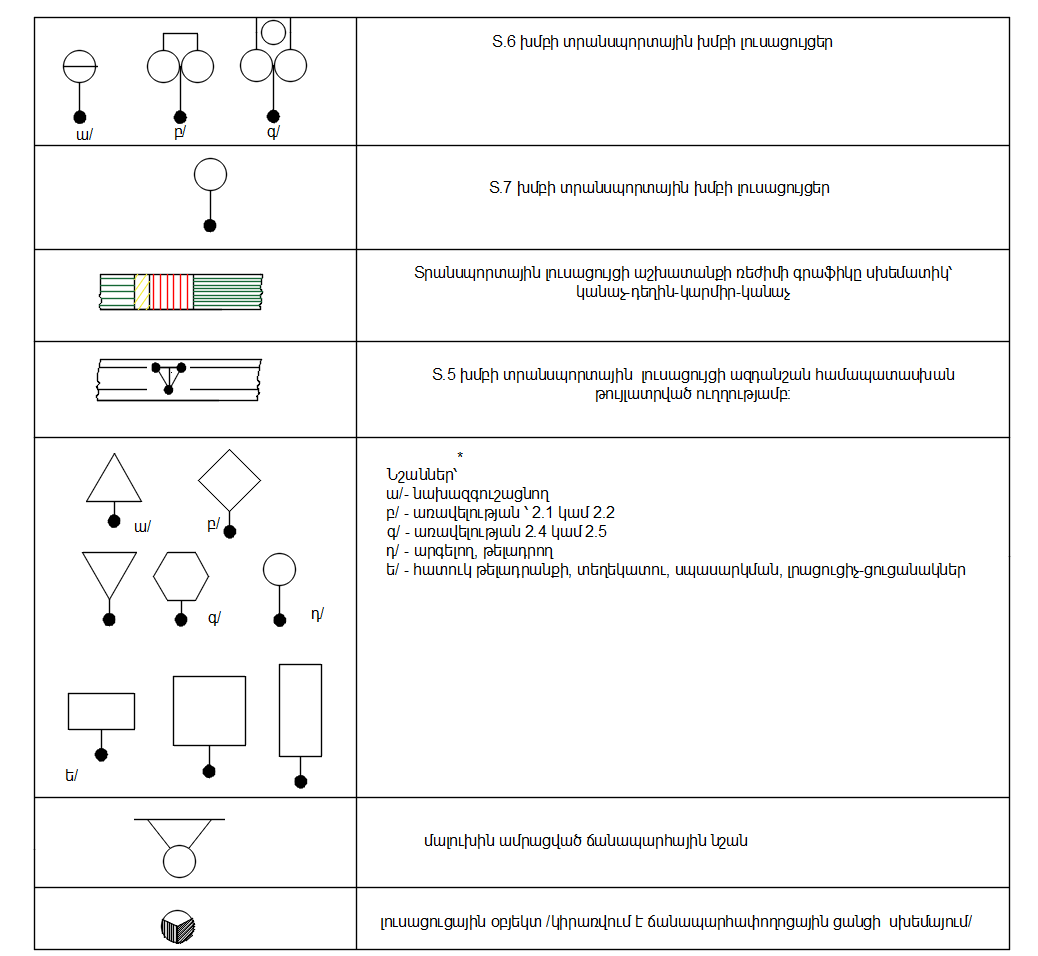 Տ.6 խմբի տրանսպորտային խմբի լուսացույցեր
ա/
բ/
գ/
Տ.7 խմբի տրանսպորտային խմբի լուսացույցեր
Տրանսպորտային լուսացույցի աշխատանքի ռեժիմի գրաֆիկը սխեմատիկ՝
կանաչ-դեղին-կարմիր-կանաչ
Տ.5 խմբի տրանսպորտային լուսացույցի ազդանշան համապատասխան
թույլատրված ուղղությամբ։
*
Նշաններ՝
ա/- նախազգուշացնող
բ/ - առավելության ՝ 2.1 կամ 2.2
գ/ - առավելության 2.4 կամ 2.5
դ/ - արգելող, թելադրող
ե/ - հատուկ թելադրանքի, տեղեկատու, սպասարկման, լրացուցիչ-ցուցանակներ
ա/
բ/
գ/
դ/
ե/
մալուխին ամրացված ճանապարհային նշան
լուսացուցային օբյեկտ /կիրառվում է ճանապարհափողոցային ցանցի սխեմայում/